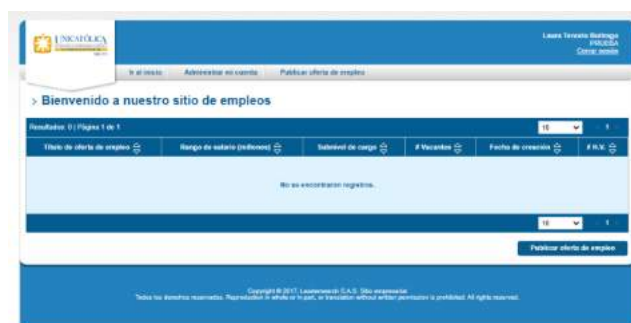 UNICATÓLICA
Laura Tenorio Buitrago
PRUEBA
Cerrar sesión
Ir al inicio Administrar mi cuenta Publicar oferta de empleo
> Bienvenido a nuestro sitio de empleos
Resultados: 0 | Página 1 de 1 10 1
Título de oferta de empleo Rango de salario (millones) Subnivel de cargo # Vacantes Fecha de creación # H.V.
No se encontraron registros.
10 1
Publicar oferta de empleo
Copyright © 2017, S.A.S. Sitio empresarial
Todos los derechos reservados. Reproduction in whole or in part, or translation without written permission is prohibited. All rights reserved.